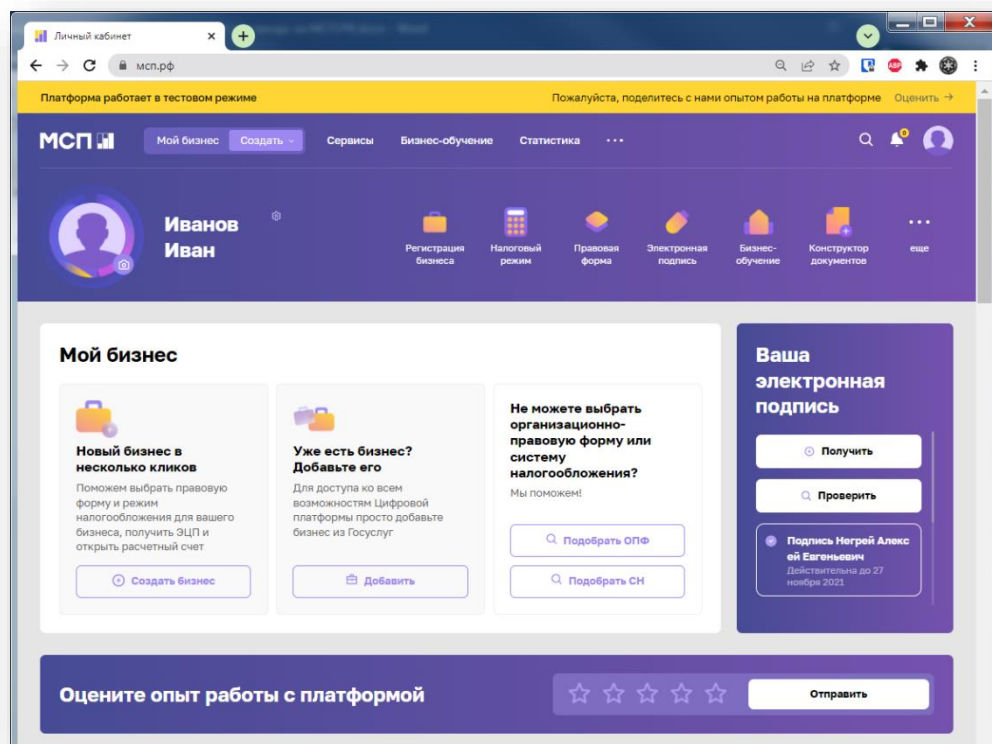 Личный кабинет
мсп.рф
Платформа работает в тестовом режиме
Пожалуйста, поделитесь с нами опытом работы на платформе Оценить →
МСП
Мой бизнес
Создать
Сервисы
Бизнес-обучение
Статистика
Иванов
Иван
Регистрация
бизнеса
Налоговый
режим
Правовая
форма
Электронная
подпись
Бизнес-
обучение
Конструктор
документов
еще
Мой бизнес
Новый бизнес в
несколько кликов
Поможем выбрать правовую
форму и режим
налогообложения для вашего
бизнеса, получить ЭЦП и
открыть расчетный счет
Создать бизнес
Уже есть бизнес?
Добавьте его
Для доступа ко всем
возможностям Цифровой
платформы просто добавьте
бизнес из Госуслуг
Добавить
Не можете выбрать
организационно-
правовую форму или
систему
налогообложения?
Мы поможем!
Подобрать ОПФ
Подобрать СН
Ваша
электронная
подпись
Получить
Проверить
Подпись Негрей Алекс
ей Евгеньевич
Действительна до 27
ноября 2021
Оцените опыт работы с платформой
Отправить